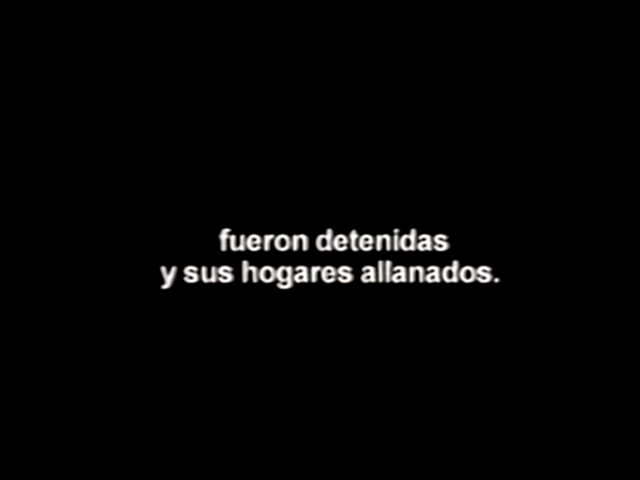 fueron detenidas
y sus hogares allanados.